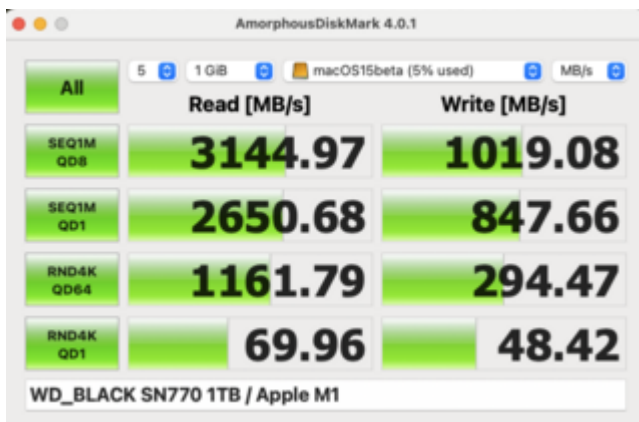 AmorphousDiskMark 4.0.1
All
5 1 GiB macOS15beta (5% used) MB/s
Read [MB/s] Write [MB/s]
SEQ1M QD8 3144.97 1019.08
SEQ1M QD1 2650.68 847.66
RND4K QD64 1161.79 294.47
RND4K QD1 69.96 48.42
WD_BLACK SN770 1TB / Apple M1